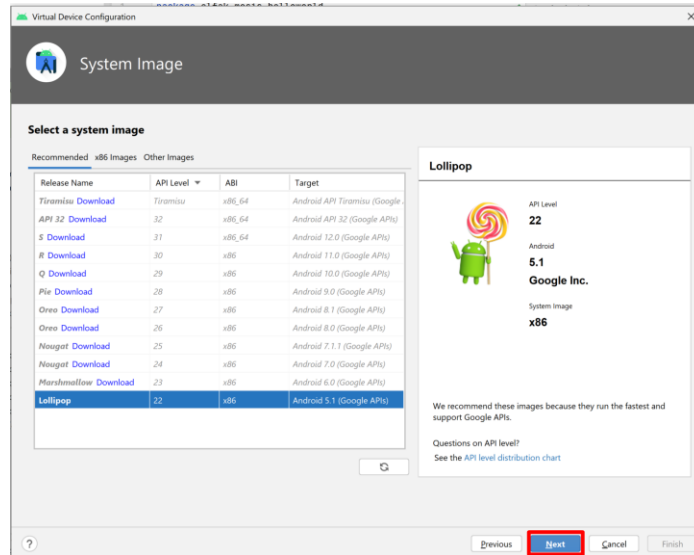 Virtual Device Configuration
System Image
Select a system image
Recommended x86 Images Other Images
Release Name API Level ABI Target
Tiramisu Download Tiramisu x86_64 Android API Tiramisu (Google
API 32 Download 32 x86_64 Android API 32 (Google APIs)
S Download 31 x86_64 Android 12.0 (Google APIs)
R Download 30 x86 Android 11.0 (Google APIs)
Q Download 29 x86 Android 10.0 (Google APIs)
Pie Download 28 x86 Android 9.0 (Google APIs)
Oreo Download 27 x86 Android 8.1 (Google APIs)
Oreo Download 26 x86 Android 8.0 (Google APIs)
Nougat Download 25 x86 Android 7.1.1 (Google APIs)
Nougat Download 24 x86 Android 7.0 (Google APIs)
Marshmallow Download 23 x86 Android 6.0 (Google APIs)
Lollipop 22 x86 Android 5.1 (Google APIs)
Lollipop
API Level
22
Android
5.1
Google Inc.
System Image
x86
We recommend these images because they run the fastest and
support Google APIs.
Questions on API level?
See the API level distribution chart
? Previous Next Cancel Finish